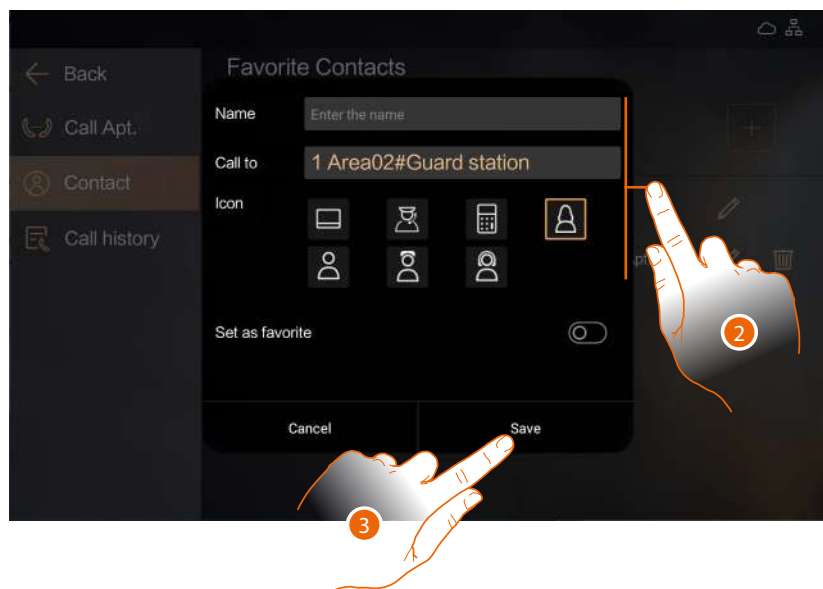 Back
Favorite Contacts
Name
Enter the name
Call Apt.
Call to
1 Area02#Guard station
Contact
Icon
Call history
Set as favorite
2
Cancel
Save
3